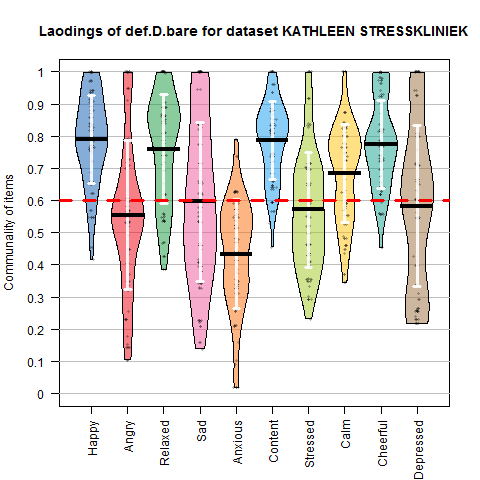 Laodings of def.D.bare for dataset KATHLEEN STRESSKLINIEK
Communality of items
1
0.9
0.8
0.7
0.6
0.5
0.4
0.3
0.2
0.1
0
Happy
Angry
Relaxed
Sad
Anxious
Content
Stressed
Calm
Cheerful
Depressed